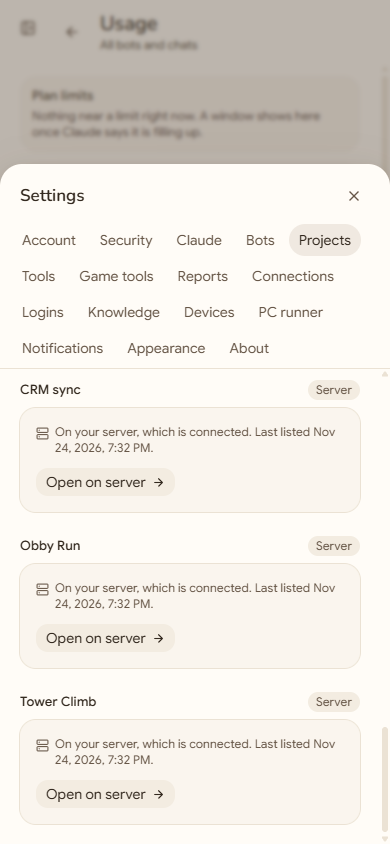 Usage
All bots and chats
Plan limits
Nothing near a limit right now. A window shows here
once Claude says it is filling up.
Settings
Account Security Claude Bots Projects
Tools Game tools Reports Connections
Logins Knowledge Devices PC runner
Notifications Appearance About
CRM sync Server
On your server, which is connected. Last listed Nov
24, 2026, 7:32 PM.
Open on server
Obby Run Server
On your server, which is connected. Last listed Nov
24, 2026, 7:32 PM.
Open on server
Tower Climb Server
On your server, which is connected. Last listed Nov
24, 2026, 7:32 PM.
Open on server